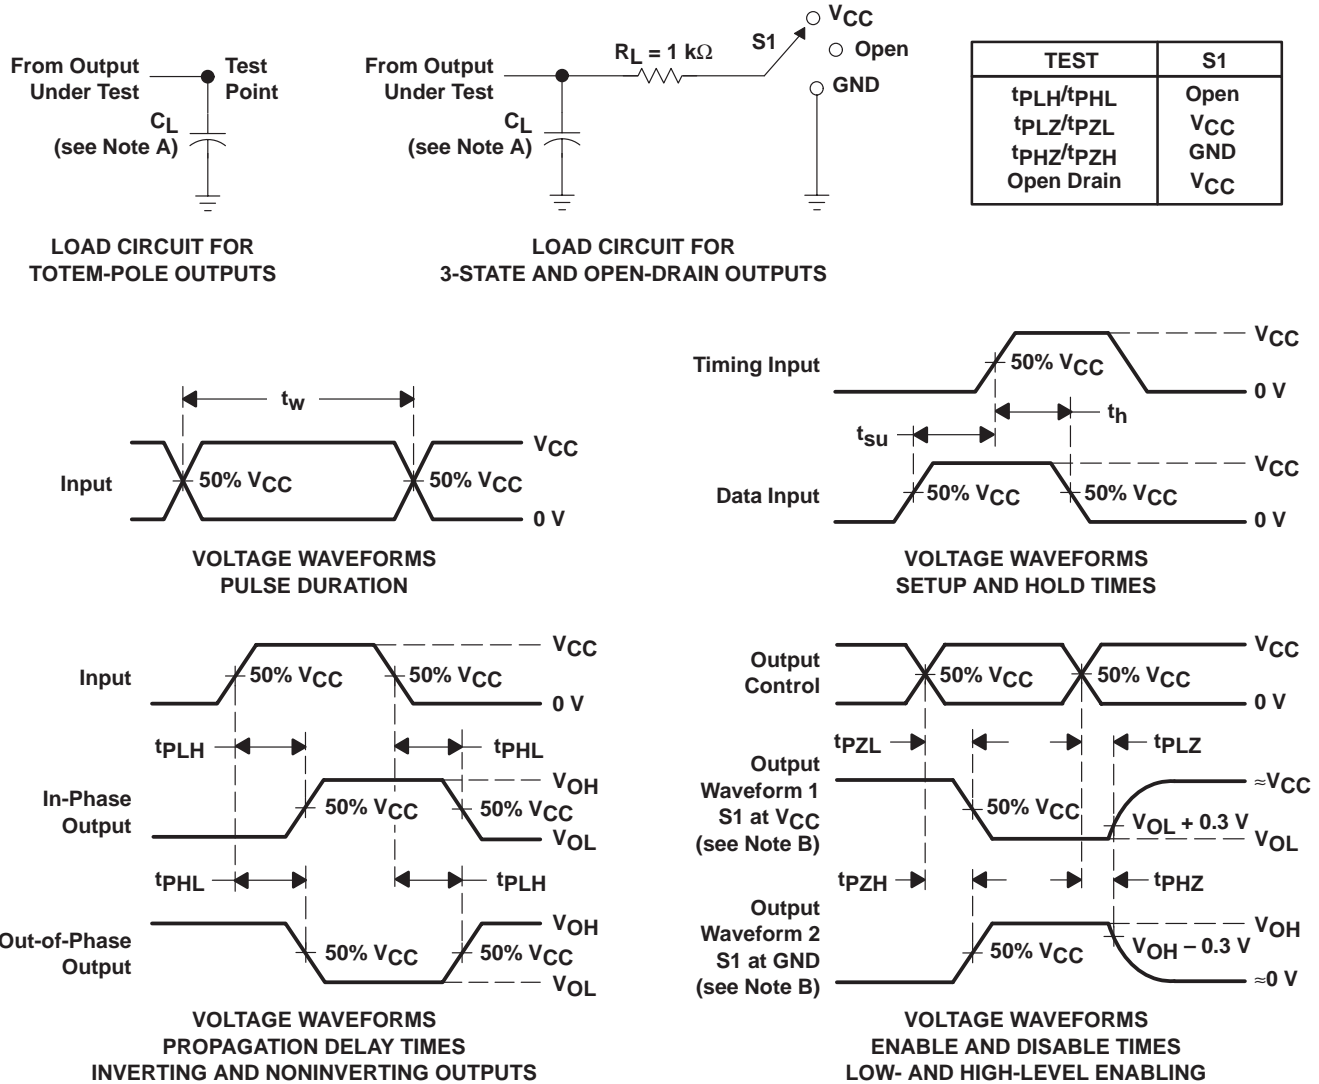 From Output
Under Test
Test
Point
CL
(see Note A)
LOAD CIRCUIT FOR
TOTEM-POLE OUTPUTS
From Output
Under Test
RL = 1 kΩ
S1
VCC
Open
GND
CL
(see Note A)
LOAD CIRCUIT FOR
3-STATE AND OPEN-DRAIN OUTPUTS
TEST S1
tPLH/tPHL Open
tPLZ/tPZL VCC
tPHZ/tPZH GND
Open Drain VCC
tw
Input
50% VCC
50% VCC
VCC
0 V
VOLTAGE WAVEFORMS
PULSE DURATION
Timing Input
50% VCC
VCC
0 V
tsu
th
Data Input
50% VCC
50% VCC
VCC
0 V
VOLTAGE WAVEFORMS
SETUP AND HOLD TIMES
Input
50% VCC
50% VCC
VCC
0 V
tPLH
tPHL
In-Phase
Output
50% VCC
50% VCC
VOH
VOL
tPHL
tPLH
Out-of-Phase
Output
50% VCC
50% VCC
VOH
VOL
VOLTAGE WAVEFORMS
PROPAGATION DELAY TIMES
INVERTING AND NONINVERTING OUTPUTS
Output
Control
50% VCC
50% VCC
VCC
0 V
tPZL
tPLZ
Output
Waveform 1
S1 at VCC
(see Note B)
50% VCC
VOL + 0.3 V
≈VCC
VOL
tPZH
tPHZ
Output
Waveform 2
S1 at GND
(see Note B)
50% VCC
VOH − 0.3 V
VOH
≈0 V
VOLTAGE WAVEFORMS
ENABLE AND DISABLE TIMES
LOW- AND HIGH-LEVEL ENABLING